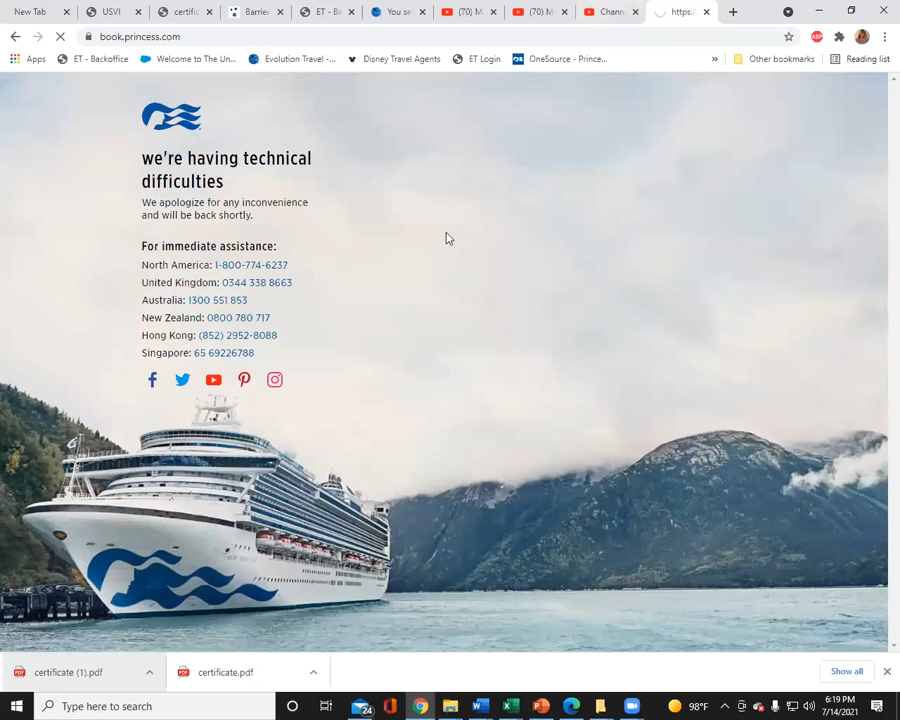 New Tab
USVI
certific
Barrie
ET - Ba
You se
(70) M
(70) M
Chann
https:/
book.princess.com
ABP
Apps
ET - Backoffice
Welcome to The Un...
Evolution Travel -...
Disney Travel Agents
ET Login
OneSource - Prince...
»
Other bookmarks
Reading list
we're having technical
difficulties
We apologize for any inconvenience
and will be back shortly.
For immediate assistance:
North America: 1-800-774-6237
United Kingdom: 0344 338 8663
Australia: 1300 551 853
New Zealand: 0800 780 717
Hong Kong: (852) 2952-8088
Singapore: 65 69226788
certificate (1).pdf
certificate.pdf
Show all
Type here to search
24
98°F
6:19 PM
7/14/2021